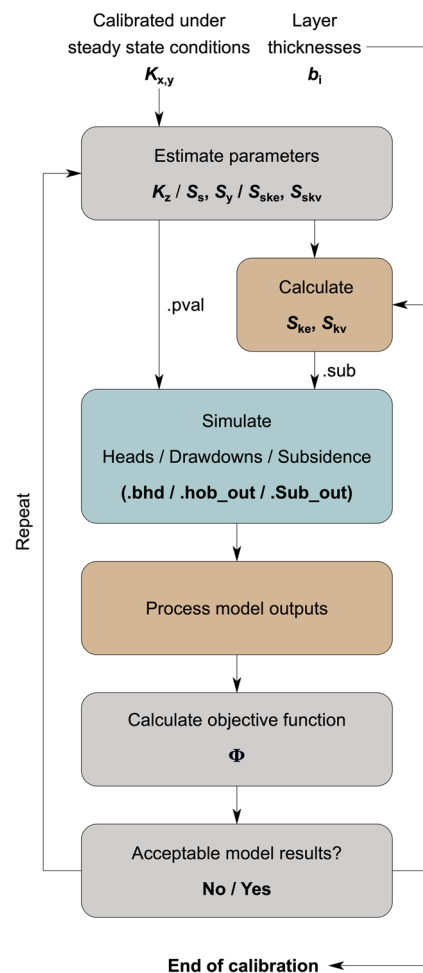 Calibrated under
steady state conditions
Kx,y
Layer
thicknesses
bi
Estimate parameters
Kz / Ss, Sy / Sske, Sskv
Calculate
Ske, Skv
.pval
.sub
Simulate
Heads / Drawdowns / Subsidence
(.bhd / .hob_out / .Sub_out)
Repeat
Process model outputs
Calculate objective function
Φ
Acceptable model results?
No / Yes
End of calibration